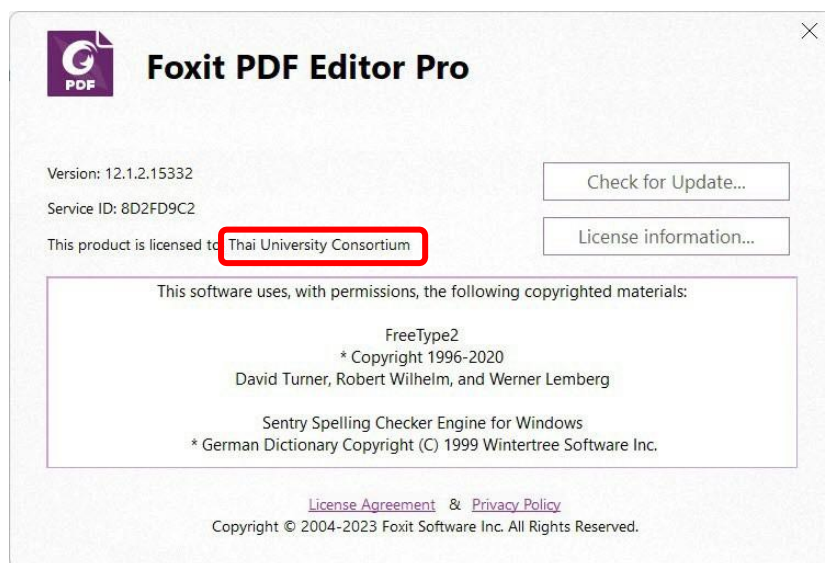 PDF
Foxit PDF Editor Pro
Version: 12.1.2.15332
Check for Update...
Service ID: 8D2FD9C2
This product is licensed to Thai University Consortium
License information...
This software uses, with permissions, the following copyrighted materials:
FreeType2
* Copyright 1996-2020
David Turner, Robert Wilhelm, and Werner Lemberg
Sentry Spelling Checker Engine for Windows
* German Dictionary Copyright (C) 1999 Wintertree Software Inc.
License Agreement & Privacy Policy
Copyright © 2004-2023 Foxit Software Inc. All Rights Reserved.